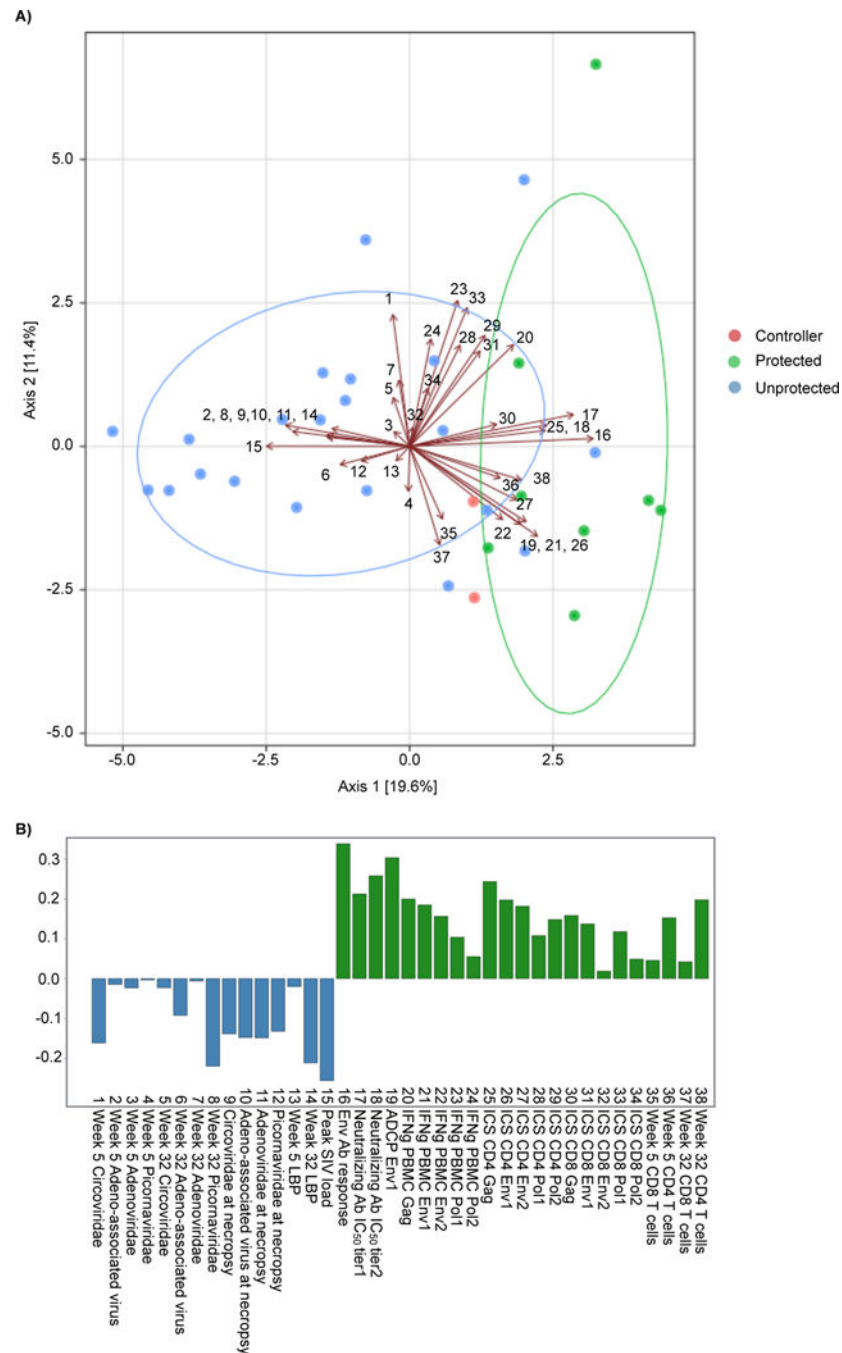 A)
5.0
2.5
0.0
-2.5
-5.0
Axis 2 [11.4%]
1
23
33
24
28
29
20
31
7
5
34
32
3
2, 8, 9,10, 11, 14
30
17
25, 18
16
15
6
12
13
4
36
38
27
22
19, 21, 26
35
37
-5.0
-2.5
0.0
2.5
Axis 1 [19.6%]
Controller
Protected
Unprotected
B)
0.3
0.2
0.1
0.0
-0.1
-0.2
1 Week 5 Circoviridae
2 Week 5 Adeno-associated virus
3 Week 5 Adenoviridae
4 Week 5 Picornaviridae
5 Week 32 Circoviridae
6 Week 32 Adeno-associated virus
7 Week 32 Adenoviridae
8 Week 32 Picornaviridae
9 Circoviridae at necropsy
10 Adeno-associated virus at necropsy
11 Adenoviridae at necropsy
12 Picornaviridae at necropsy
13 Week 5 LBP
14 Weak 32 LBP
15 Peak SIV load
16 Env Ab response
17 Neutralizing Ab IC50 tier1
18 Neutralizing Ab IC50 tier2
19 ADCP Env1
20 IFNg PBMC Gag
21 IFNg PBMC Env1
22 IFNg PBMC Env2
23 IFNg PBMC Pol1
24 IFNg PBMC Pol2
25 ICS CD4 Gag
26 ICS CD4 Env1
27 ICS CD4 Env2
28 ICS CD4 Pol1
29 ICS CD4 Pol2
30 ICS CD8 Gag
31 ICS CD8 Env1
32 ICS CD8 Env2
33 ICS CD8 Pol1
34 ICS CD8 Pol2
35 Week 5 CD8 T cells
36 Week 5 CD4 T cells
37 Week 32 CD8 T cells
38 Week 32 CD4 T cells